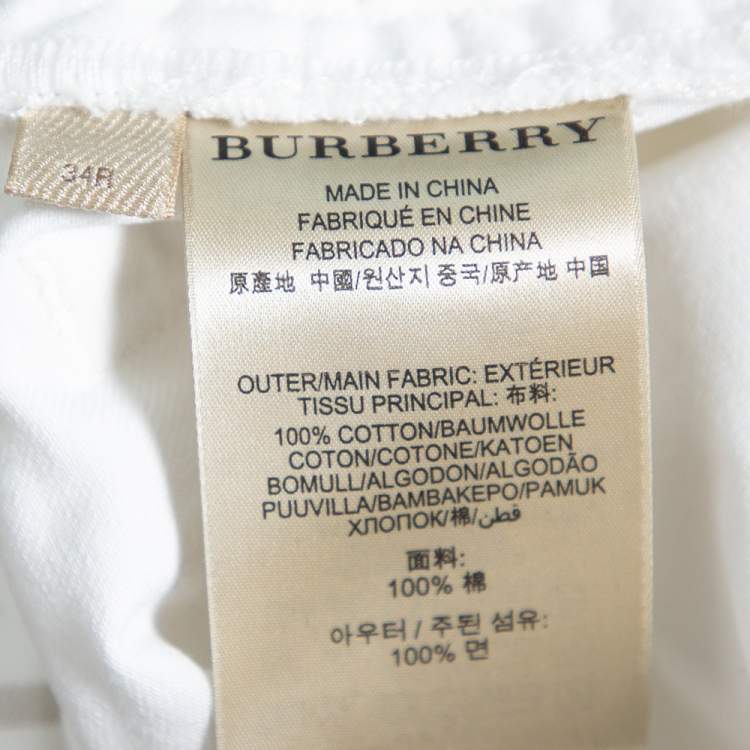 34R
BURBERRY
MADE IN CHINA
FABRIQUÉ EN CHINE
FABRICADO NA CHINA
原產地 中國/원산지 중국/原产地 中国
OUTER/MAIN FABRIC: EXTÉRIEUR
TISSU PRINCIPAL: 布料:
100% COTTON/BAUMWOLLE
COTON/COTONE/KATOEN
BOMULL/ALGODON/ALGODÃO
PUUVILLA/BAMBAKEPO/PAMUK
ХЛОПОК/棉/قطن
面料:
100% 棉
아우터 / 주된 섬유:
100% 면